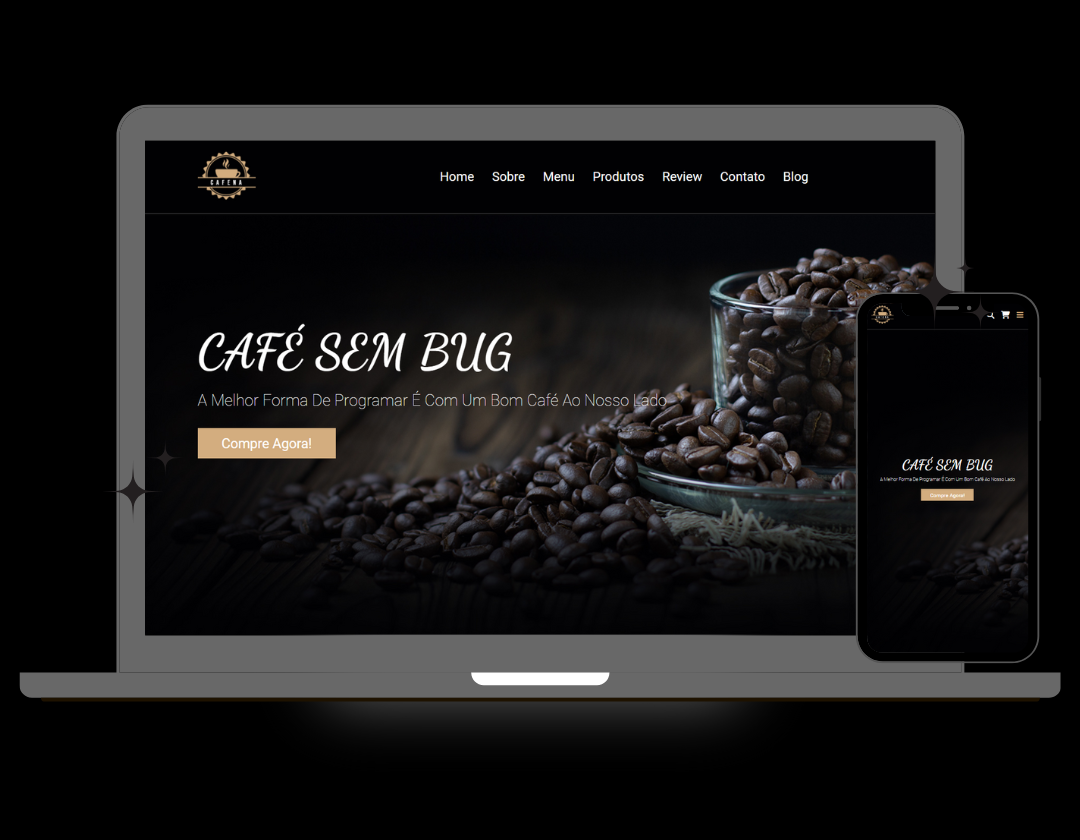 CAFENA
Home Sobre Menu Produtos Review Contato Blog
CAFÉ SEM BUG
A Melhor Forma De Programar É Com Um Bom Café Ao Nosso Lado
Compre Agora!
CAFÉ SEM BUG
A Melhor Forma De Programar É Com Um Bom Café Ao Nosso Lado
Compre Agora!